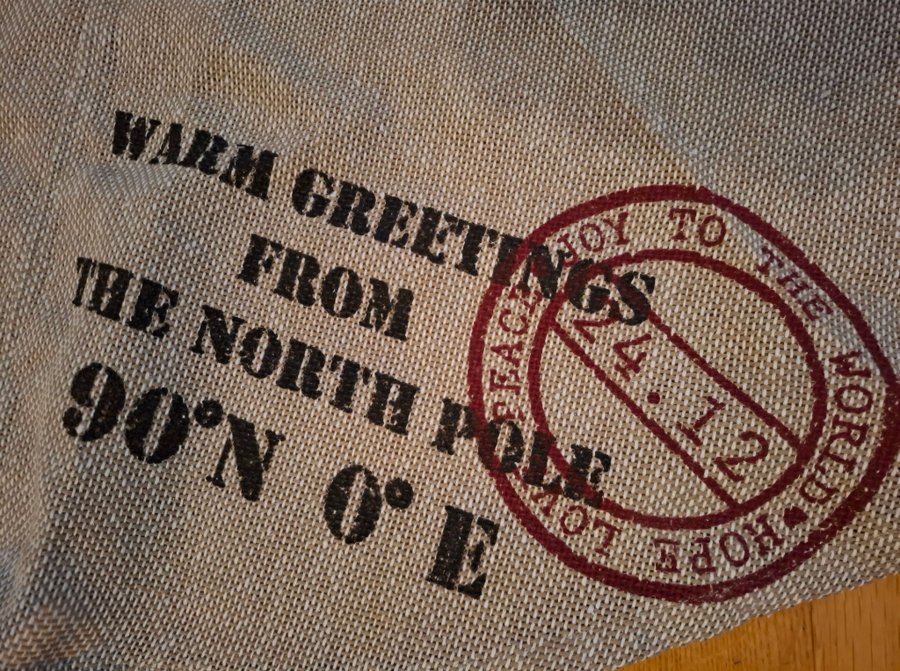 WARM GREETINGS
FROM
THE NORTH POLE
90°N 0° E
JOY TO THE WORLD
HOPE
LOVE
PEACE
24.12